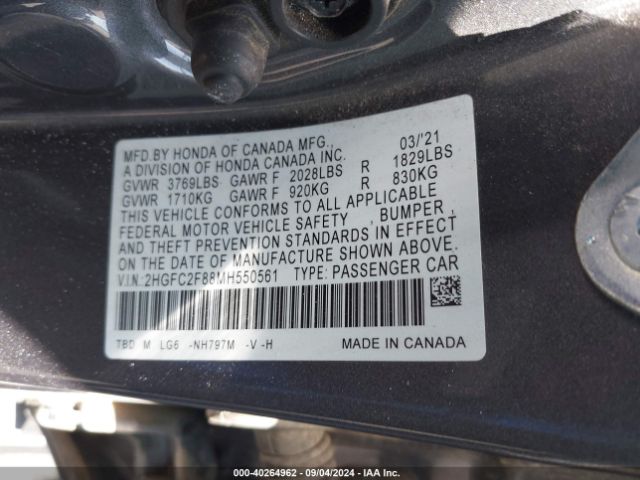 MFD.BY HONDA OF CANADA MFG., 03/'21
A DIVISION OF HONDA CANADA INC.
GVWR 3769LBS GAWR F 2028LBS R 1829LBS
GVWR 1710KG GAWR F 920KG R 830KG
THIS VEHICLE CONFORMS TO ALL APPLICABLE
FEDERAL MOTOR VEHICLE SAFETY , BUMPER ,
AND THEFT PREVENTION STANDARDS IN EFFECT
ON THE DATE OF MANUFACTURE SHOWN ABOVE.
V.I.N:2HGFC2F88MH550561 TYPE: PASSENGER CAR
TBD M LG6 -NH797M -V -H MADE IN CANADA
000-40264962 - 09/04/2024 - IAA Inc.